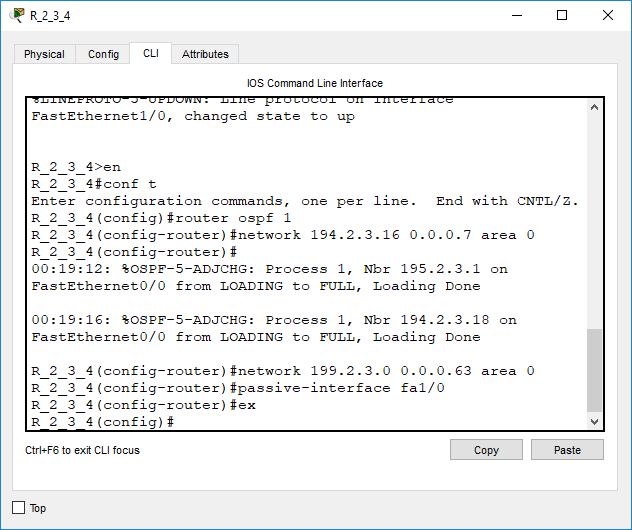 R_2_3_4
Physical Config CLI Attributes
IOS Command Line Interface
%LINEPROTO-5-UPDOWN: Line protocol on Interface
FastEthernet1/0, changed state to up
R_2_3_4>en
R_2_3_4#conf t
Enter configuration commands, one per line.  End with CNTL/Z.
R_2_3_4(config)#router ospf 1
R_2_3_4(config-router)#network 194.2.3.16 0.0.0.7 area 0
R_2_3_4(config-router)#
00:19:12: %OSPF-5-ADJCHG: Process 1, Nbr 195.2.3.1 on
FastEthernet0/0 from LOADING to FULL, Loading Done
00:19:16: %OSPF-5-ADJCHG: Process 1, Nbr 194.2.3.18 on
FastEthernet0/0 from LOADING to FULL, Loading Done
R_2_3_4(config-router)#network 199.2.3.0 0.0.0.63 area 0
R_2_3_4(config-router)#passive-interface fa1/0
R_2_3_4(config-router)#ex
R_2_3_4(config)#
Ctrl+F6 to exit CLI focus
Copy Paste
Top